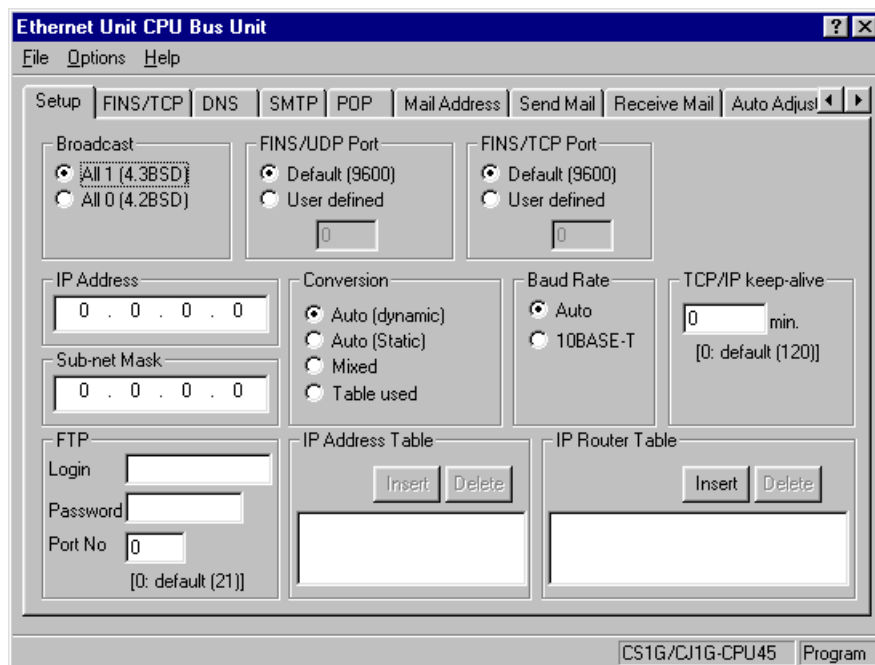 Ethernet Unit CPU Bus Unit
File Options Help
Setup FINS/TCP DNS SMTP POP Mail Address Send Mail Receive Mail Auto Adjust
Broadcast
All 1 (4.3BSD)
All 0 (4.2BSD)
FINS/UDP Port
Default (9600)
User defined
0
FINS/TCP Port
Default (9600)
User defined
0
IP Address
0 . 0 . 0 . 0
Sub-net Mask
0 . 0 . 0 . 0
Conversion
Auto (dynamic)
Auto (Static)
Mixed
Table used
Baud Rate
Auto
10BASE-T
TCP/IP keep-alive
0 min.
[0: default (120)]
FTP
Login
Password
Port No 0
[0: default (21)]
IP Address Table
Insert Delete
IP Router Table
Insert Delete
CS1G/CJ1G-CPU45 Program